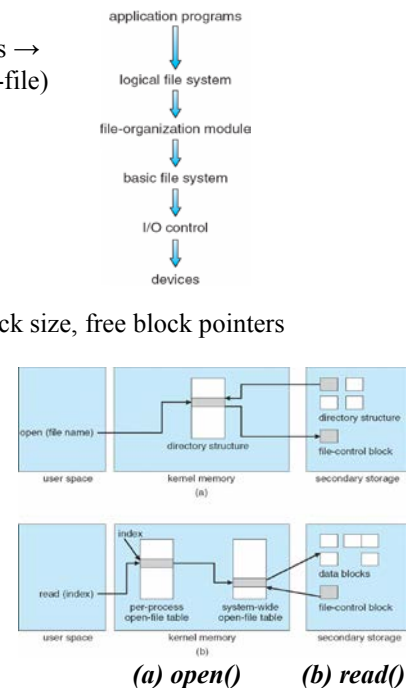 application programs
s →
logical file system
-file)
file-organization module
basic file system
I/O control
devices
ck size, free block pointers
directory structure
open (file name)
directory structure
file-control block
user space
kernel memory
secondary storage
(a)
index
data blocks
read (index)
per-process
open-file table
system-wide
open-file table
file-control block
user space
kernel memory
secondary storage
(b)
(a) open() (b) read()